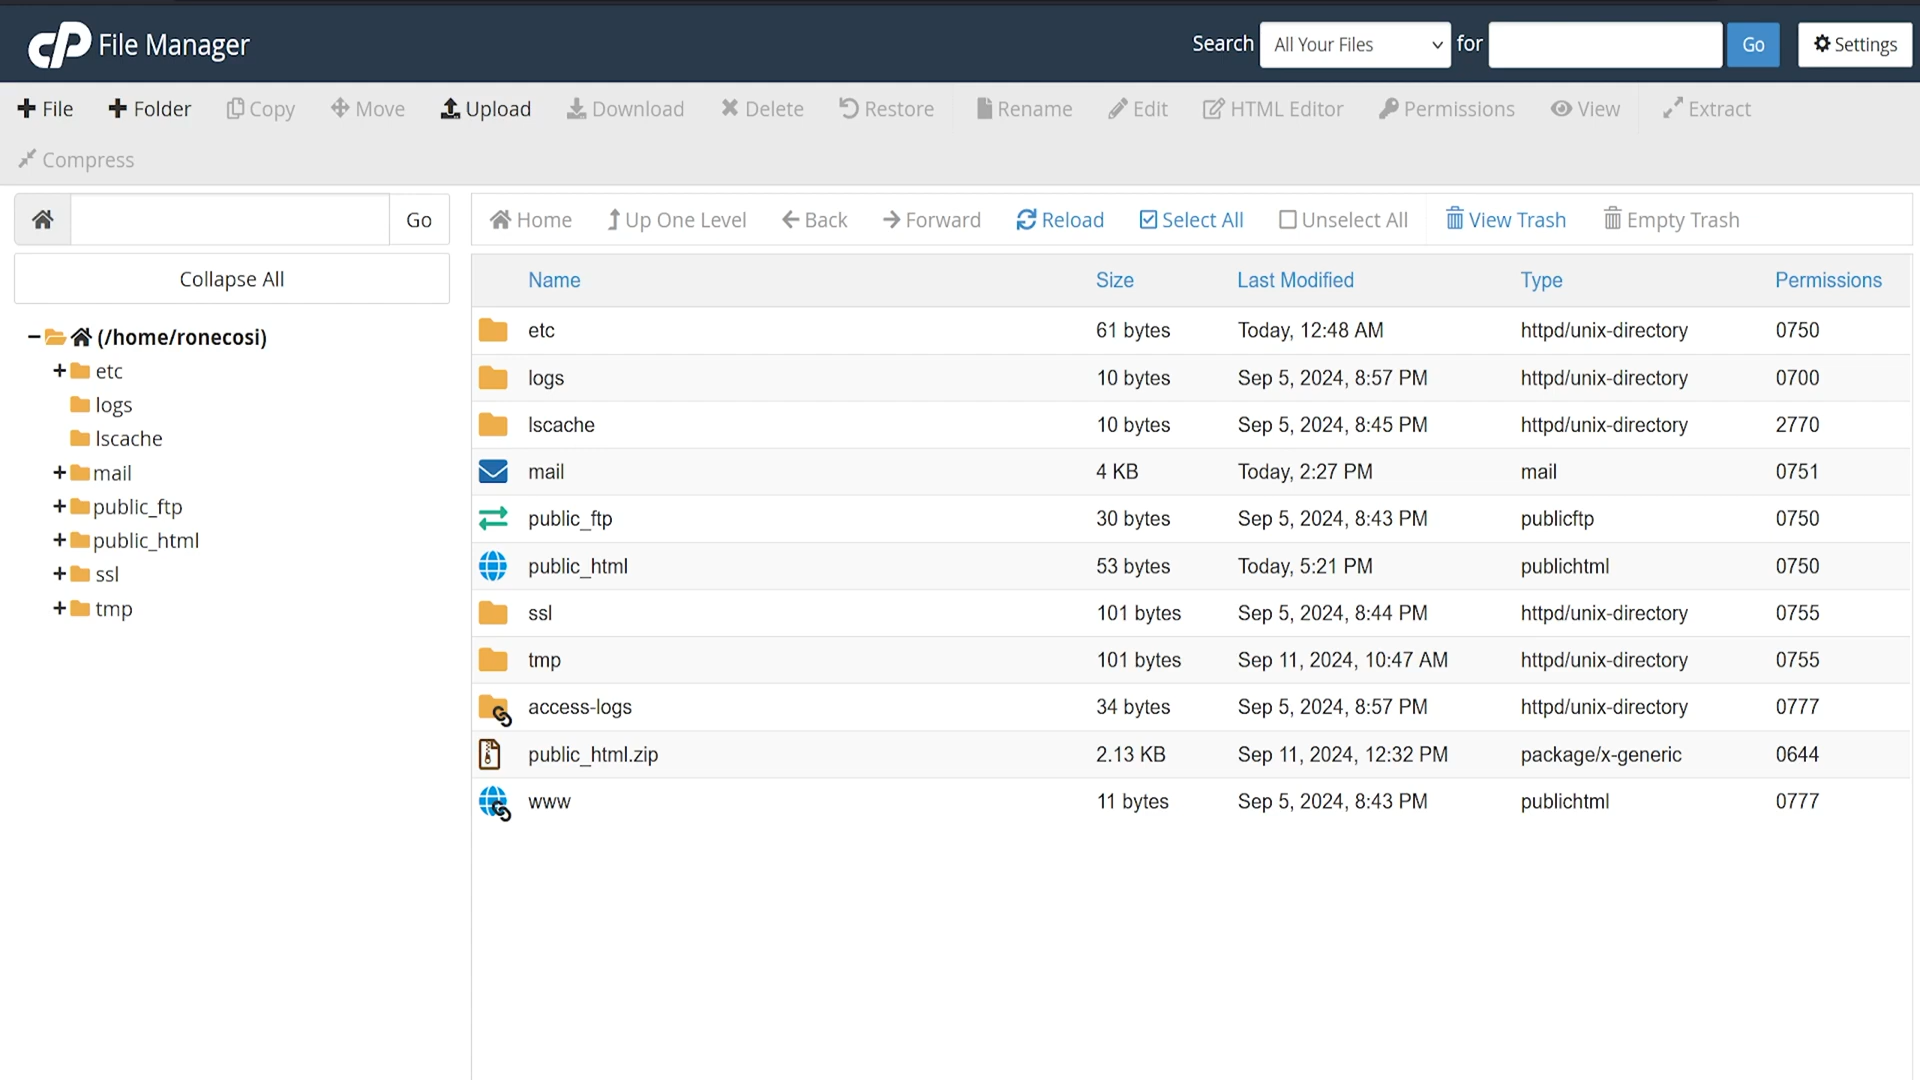 cP File Manager
Search All Your Files for Go Settings
File Folder Copy Move Upload Download Delete Restore Rename Edit HTML Editor Permissions View Extract
Compress
Go
Home Up One Level Back Forward Reload Select All Unselect All View Trash Empty Trash
Collapse All
(/home/ronecosi)
etc
logs
lscache
mail
public_ftp
public_html
ssl
tmp
Name Size Last Modified Type Permissions
etc 61 bytes Today, 12:48 AM httpd/unix-directory 0750
logs 10 bytes Sep 5, 2024, 8:57 PM httpd/unix-directory 0700
lscache 10 bytes Sep 5, 2024, 8:45 PM httpd/unix-directory 2770
mail 4 KB Today, 2:27 PM mail 0751
public_ftp 30 bytes Sep 5, 2024, 8:43 PM publicftp 0750
public_html 53 bytes Today, 5:21 PM publichtml 0750
ssl 101 bytes Sep 5, 2024, 8:44 PM httpd/unix-directory 0755
tmp 101 bytes Sep 11, 2024, 10:47 AM httpd/unix-directory 0755
access-logs 34 bytes Sep 5, 2024, 8:57 PM httpd/unix-directory 0777
public_html.zip 2.13 KB Sep 11, 2024, 12:32 PM package/x-generic 0644
www 11 bytes Sep 5, 2024, 8:43 PM publichtml 0777